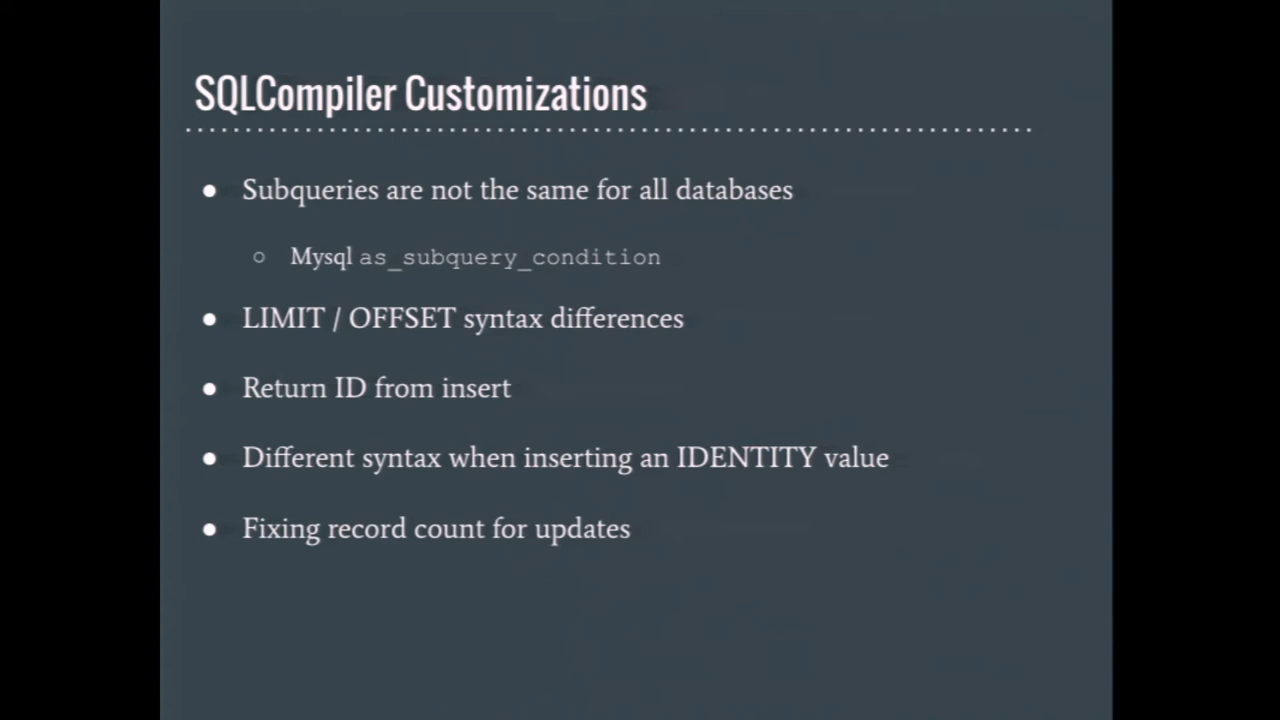 SQLCompiler Customizations
● Subqueries are not the same for all databases
○ Mysql as_subquery_condition
● LIMIT / OFFSET syntax differences
● Return ID from insert
● Different syntax when inserting an IDENTITY value
● Fixing record count for updates